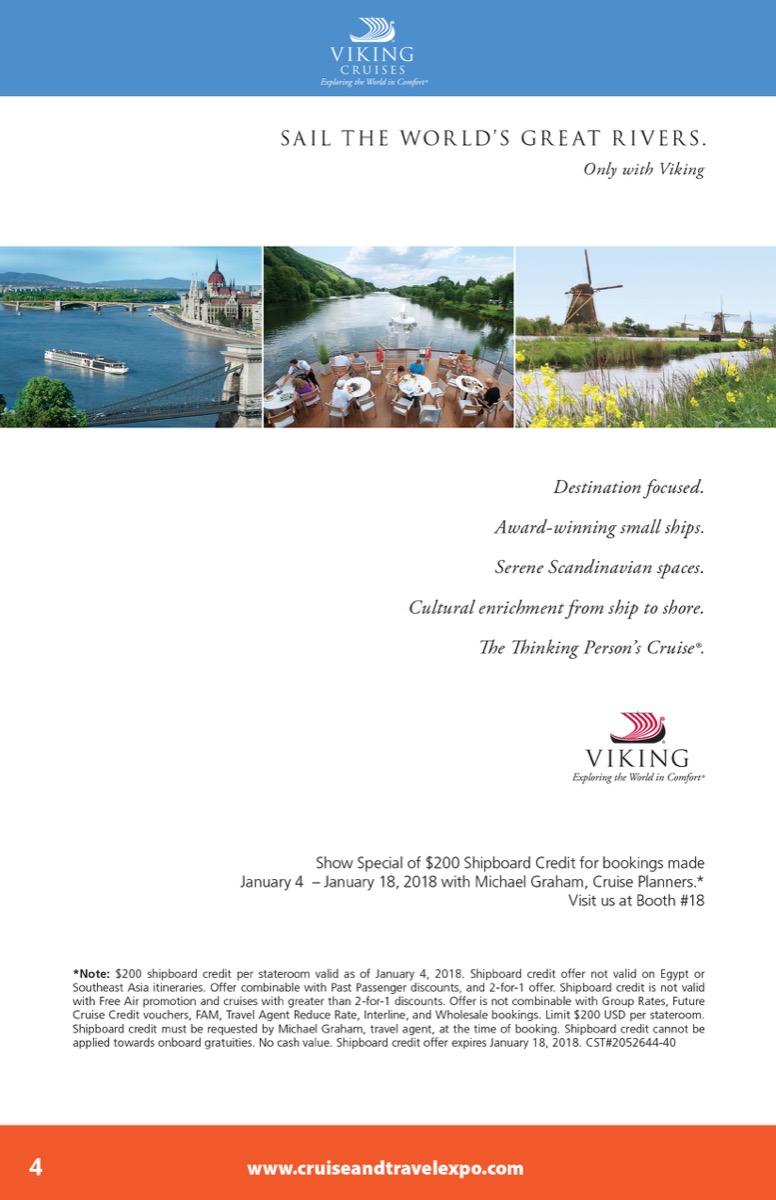 VIKING
CRUISES
Exploring the World in Comfort®
SAIL THE WORLD'S GREAT RIVERS.
Only with Viking
Destination focused.
Award-winning small ships.
Serene Scandinavian spaces.
Cultural enrichment from ship to shore.
The Thinking Person's Cruise®.
VIKING
Exploring the World in Comfort®
Show Special of $200 Shipboard Credit for bookings made
January 4 – January 18, 2018 with Michael Graham, Cruise Planners.*
Visit us at Booth #18
*Note: $200 shipboard credit per stateroom valid as of January 4, 2018. Shipboard credit offer not valid on Egypt or
Southeast Asia itineraries. Offer combinable with Past Passenger discounts, and 2-for-1 offer. Shipboard credit is not valid
with Free Air promotion and cruises with greater than 2-for-1 discounts. Offer is not combinable with Group Rates, Future
Cruise Credit vouchers, FAM, Travel Agent Reduce Rate, Interline, and Wholesale bookings. Limit $200 USD per stateroom.
Shipboard credit must be requested by Michael Graham, travel agent, at the time of booking. Shipboard credit cannot be
applied towards onboard gratuities. No cash value. Shipboard credit offer expires January 18, 2018. CST#2052644-40
4
www.cruiseandtravelexpo.com